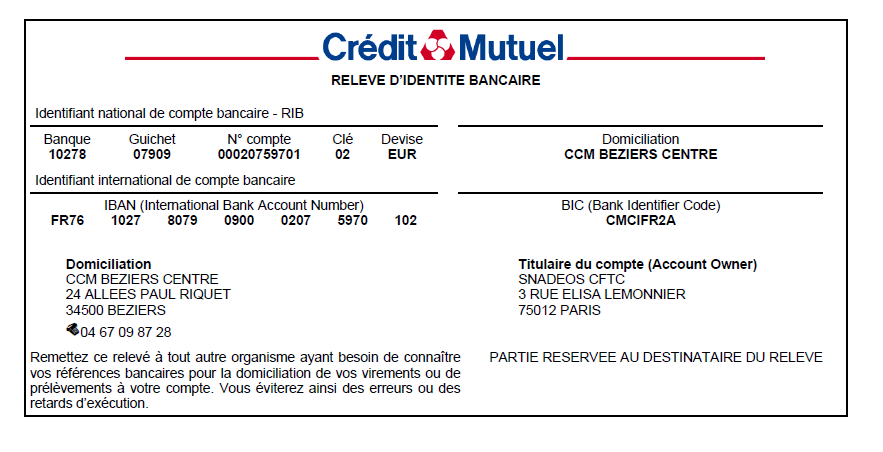 Crédit Mutuel
RELEVE D'IDENTITE BANCAIRE
Identifiant national de compte bancaire - RIB
Banque Guichet N° compte Clé Devise Domiciliation
10278 07909 00020759701 02 EUR CCM BEZIERS CENTRE
Identifiant international de compte bancaire
IBAN (International Bank Account Number) BIC (Bank Identifier Code)
FR76 1027 8079 0900 0207 5970 102 CMCIFR2A
Domiciliation
CCM BEZIERS CENTRE
24 ALLEES PAUL RIQUET
34500 BEZIERS
04 67 09 87 28
Titulaire du compte (Account Owner)
SNADEOS CFTC
3 RUE ELISA LEMONNIER
75012 PARIS
Remettez ce relevé à tout autre organisme ayant besoin de connaître
vos références bancaires pour la domiciliation de vos virements ou de
prélèvements à votre compte. Vous éviterez ainsi des erreurs ou des
retards d'exécution.
PARTIE RESERVEE AU DESTINATAIRE DU RELEVE